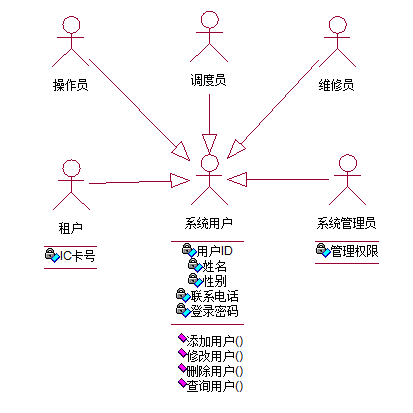 操作员
调度员
维修员
租户
系统用户
系统管理员
IC卡号
用户ID
管理权限
姓名
性别
联系电话
登录密码
添加用户()
修改用户()
删除用户()
查询用户()